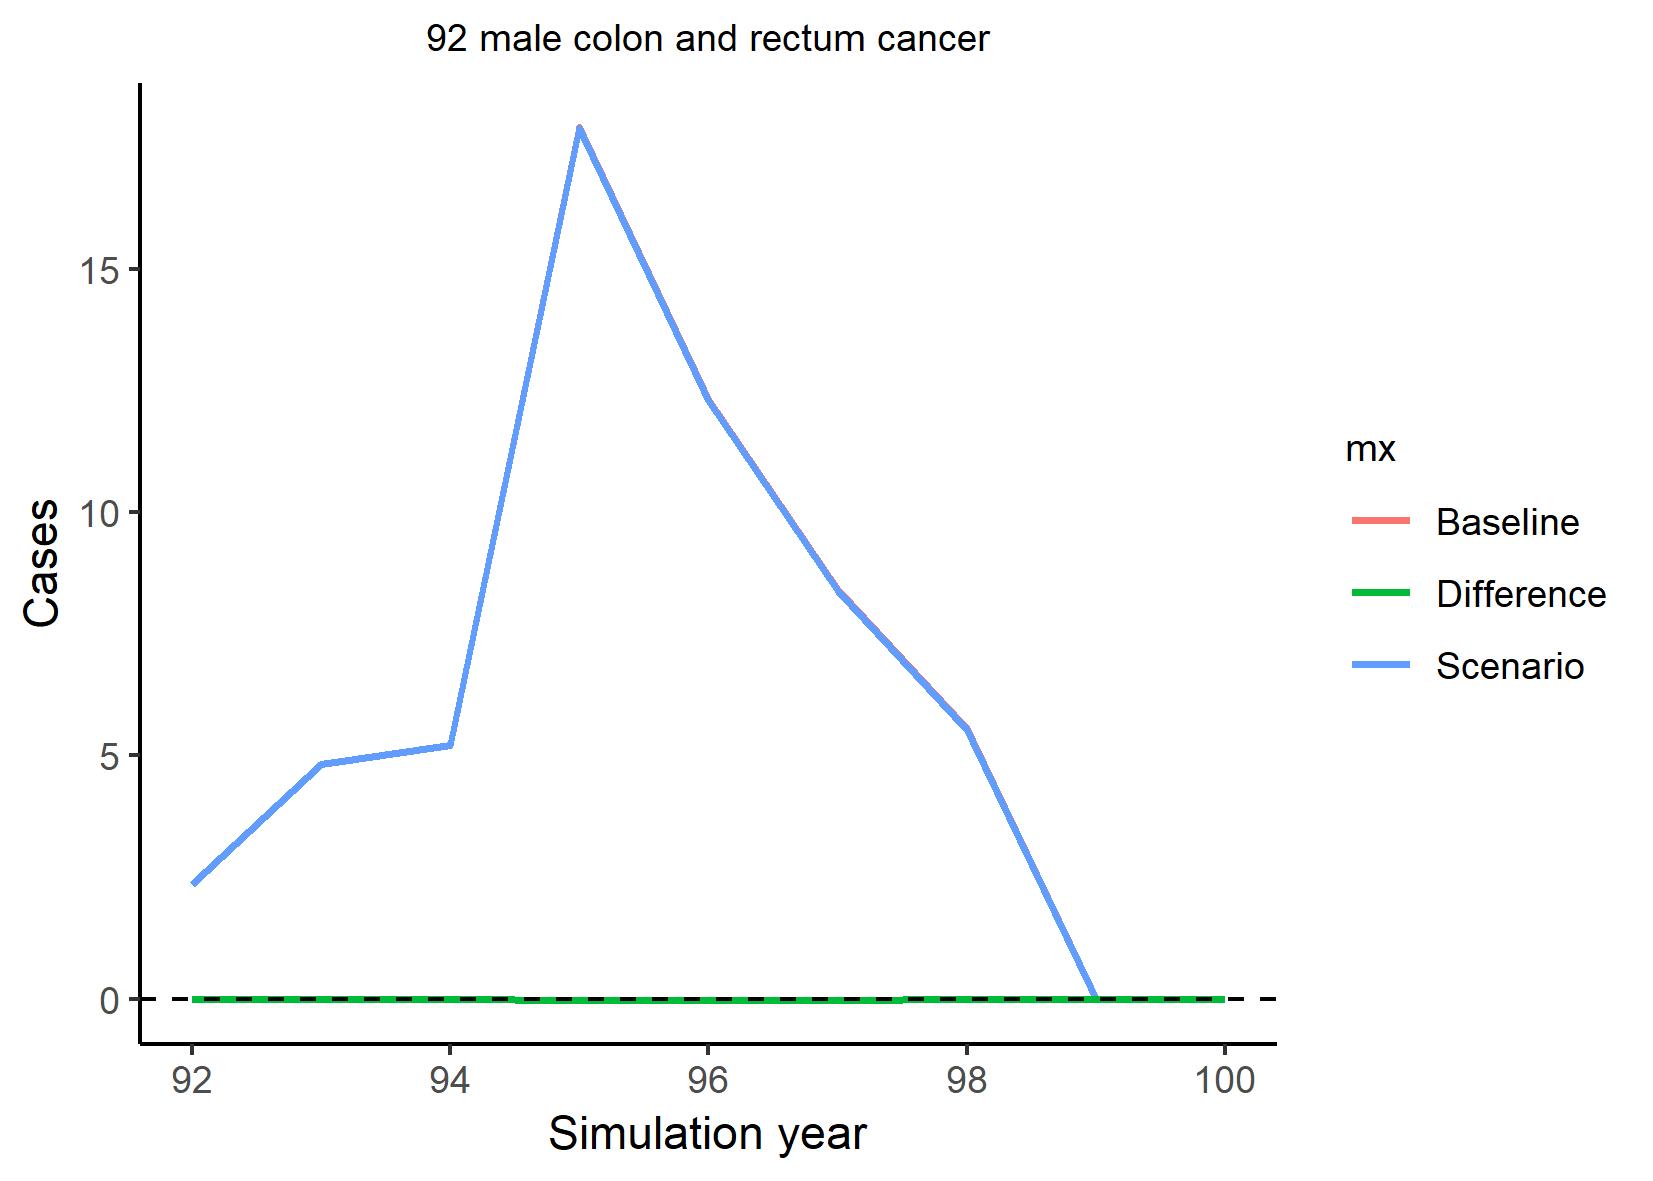 92 male colon and rectum cancer
Cases
15
10
5
0
92 94 96 98 100
Simulation year
mx
Baseline
Difference
Scenario